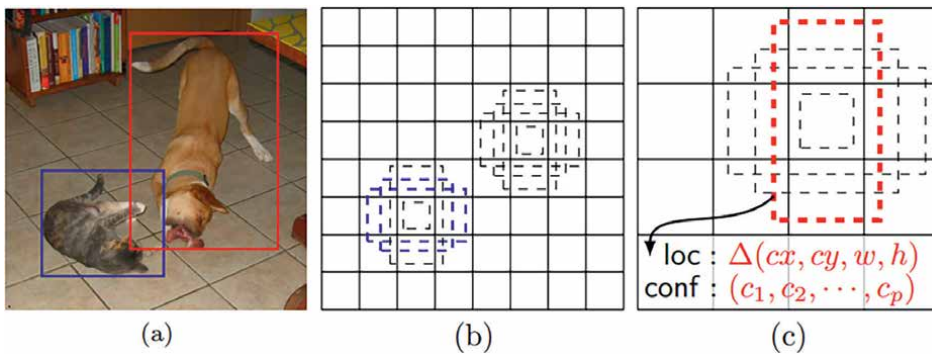 loc : Δ(cx, cy, w, h)
conf : (c₁, c₂, ⋯, cₚ)
(a) (b) (c)